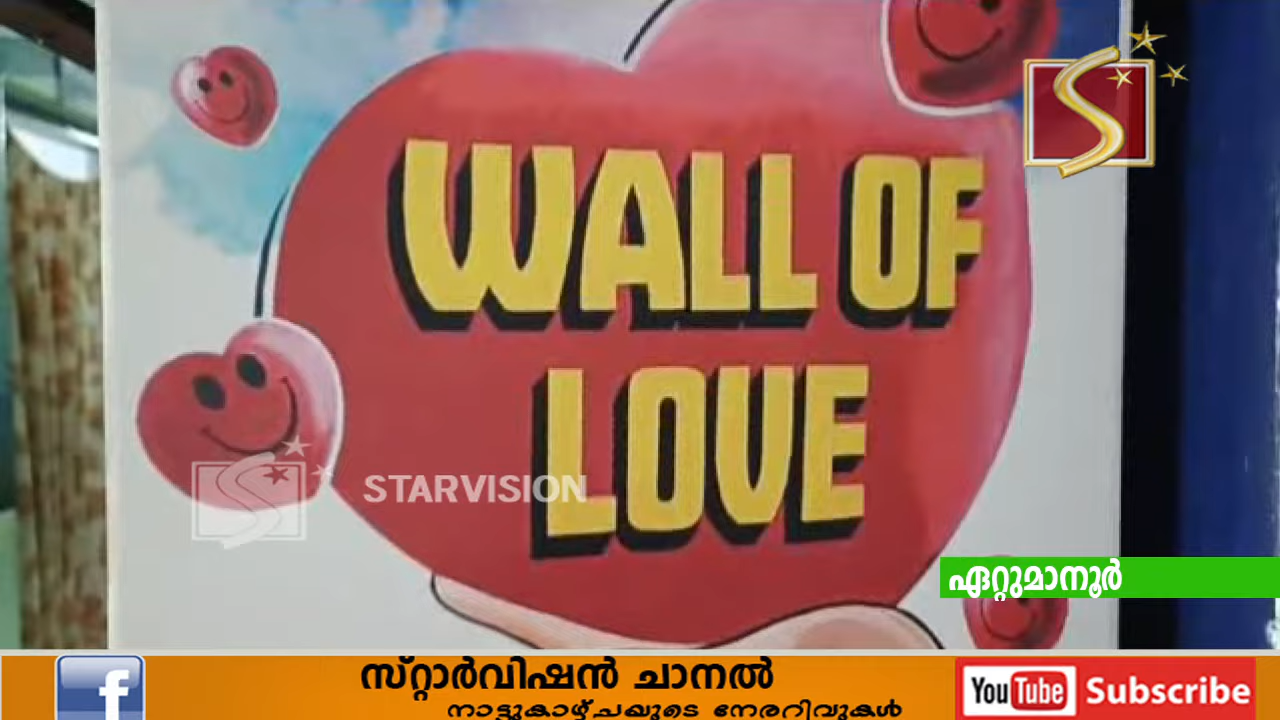 WALL OF
LOVE
STARVISION
ഏറ്റുമാനൂർ
സ്റ്റാർവിഷൻ ചാനൽ
നാട്ടുകാഴ്ചയുടെ നേരറിവുകൾ
YouTube Subscribe